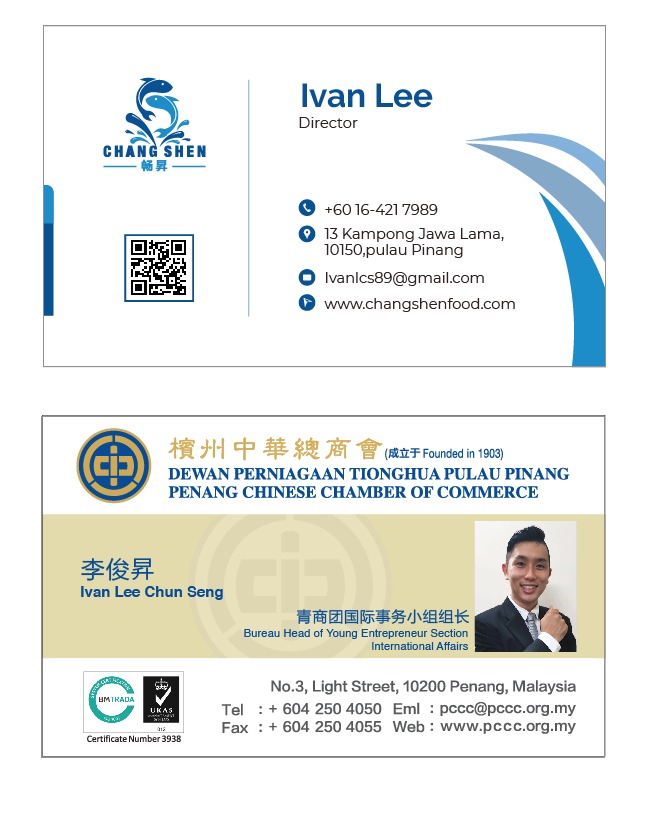 Ivan Lee
Director
CHANG SHEN
畅昇
+60 16-421 7989
13 Kampong Jawa Lama,
10150,pulau Pinang
Ivanlcs89@gmail.com
www.changshenfood.com
檳州中華總商會(成立于 Founded in 1903)
DEWAN PERNIAGAAN TIONGHUA PULAU PINANG
PENANG CHINESE CHAMBER OF COMMERCE
李俊昇
Ivan Lee Chun Seng
青商团国际事务小组组长
Bureau Head of Young Entrepreneur Section
International Affairs
BMTRADA
UKAS
012
Certificate Number 3938
No.3, Light Street, 10200 Penang, Malaysia
Tel : + 604 250 4050 Eml : pccc@pccc.org.my
Fax : + 604 250 4055 Web : www.pccc.org.my